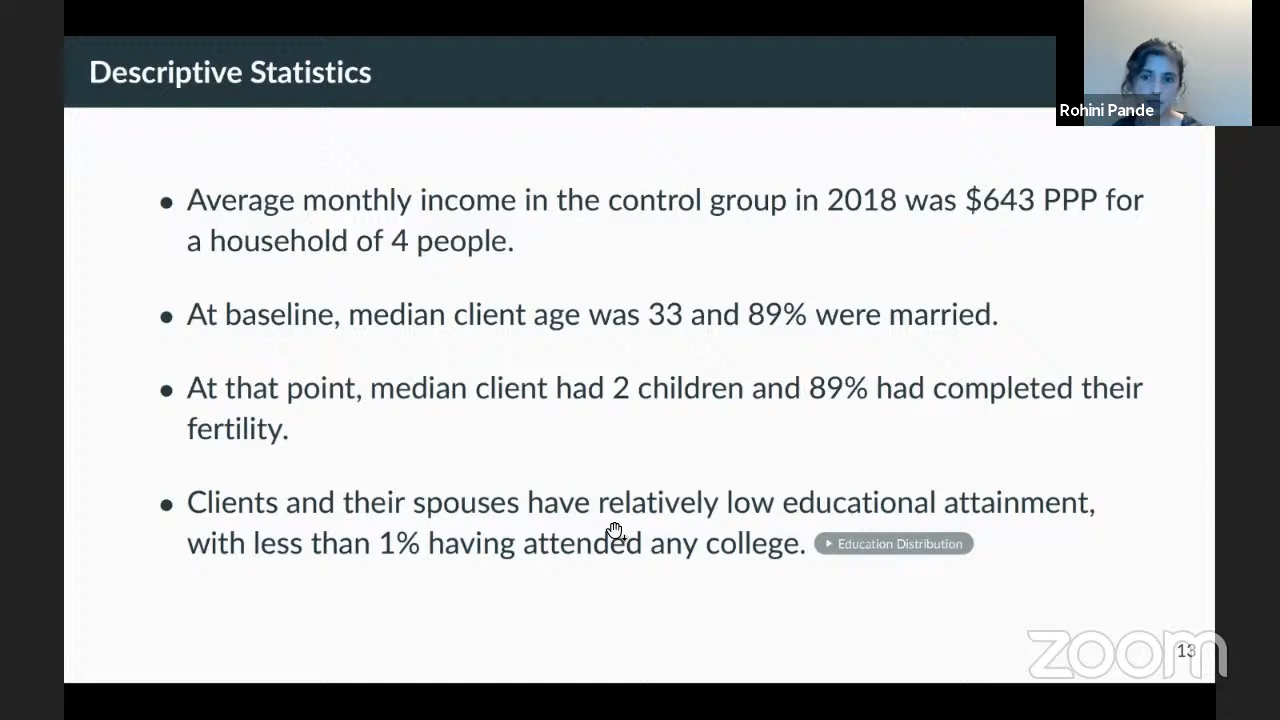 Descriptive Statistics
Rohini Pande
• Average monthly income in the control group in 2018 was $643 PPP for
a household of 4 people.
• At baseline, median client age was 33 and 89% were married.
• At that point, median client had 2 children and 89% had completed their
fertility.
• Clients and their spouses have relatively low educational attainment,
with less than 1% having attended any college. Education Distribution
zoom
13